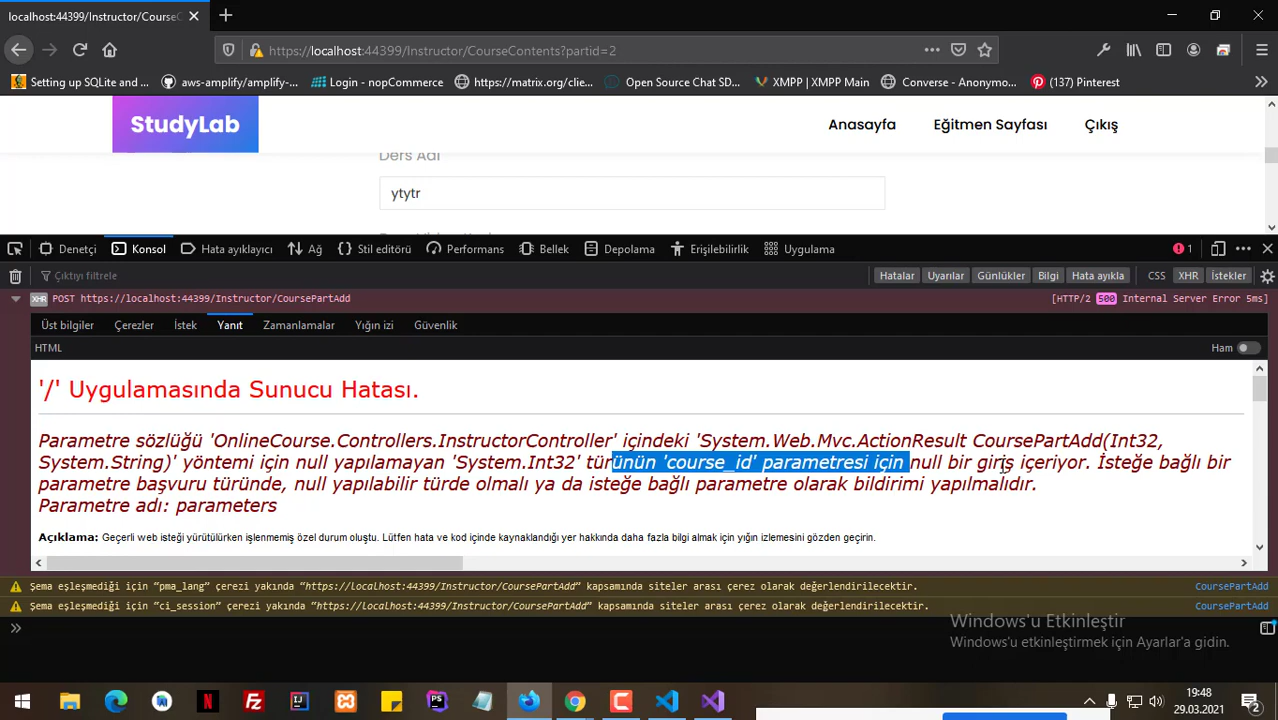 localhost:44399/Instructor/CourseC
https://localhost:44399/Instructor/CourseContents?partid=2
Setting up SQLite and ...
aws-amplify/amplify-...
Login - nopCommerce
https://matrix.org/clie...
Open Source Chat SD...
XMPP | XMPP Main
Converse - Anonymo...
(137) Pinterest
StudyLab
Anasayfa
Eğitmen Sayfası
Çıkış
Ders Adı
ytytr
Denetçi
Konsol
Hata ayıklayıcı
Ağ
Stil editörü
Performans
Bellek
Depolama
Erişilebilirlik
Uygulama
1
Çıktıyı filtrele
Hatalar
Uyarılar
Günlükler
Bilgi
Hata ayıkla
CSS
XHR
İstekler
XHR POST https://localhost:44399/Instructor/CoursePartAdd
[HTTP/2 500 Internal Server Error 5ms]
Üst bilgiler
Çerezler
İstek
Yanıt
Zamanlamalar
Yığın izi
Güvenlik
HTML
Ham
'/' Uygulamasında Sunucu Hatası.
Parametre sözlüğü 'OnlineCourse.Controllers.InstructorController' içindeki 'System.Web.Mvc.ActionResult CoursePartAdd(Int32,
System.String)' yöntemi için null yapılamayan 'System.Int32' türünün 'course_id' parametresi için null bir giriş içeriyor. İsteğe bağlı bir
parametre başvuru türünde, null yapılabilir türde olmalı ya da isteğe bağlı parametre olarak bildirimi yapılmalıdır.
Parametre adı: parameters
Açıklama: Geçerli web isteği yürütülürken işlenmemiş özel durum oluştu. Lütfen hata ve kod içinde kaynaklandığı yer hakkında daha fazla bilgi almak için yığın izlemesini gözden geçirin.
Şema eşleşmediği için “pma_lang” çerezi yakında “https://localhost:44399/Instructor/CoursePartAdd” kapsamında siteler arası çerez olarak değerlendirilecektir.
CoursePartAdd
Şema eşleşmediği için “ci_session” çerezi yakında “https://localhost:44399/Instructor/CoursePartAdd” kapsamında siteler arası çerez olarak değerlendirilecektir.
CoursePartAdd
Windows'u Etkinleştir
Windows'u etkinleştirmek için Ayarlar'a gidin.
19:48
29.03.2021
2